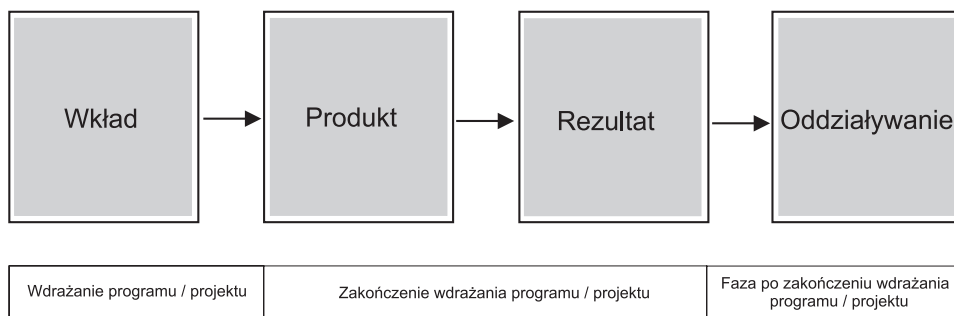 Wkład
Produkt
Rezultat
Oddziaływanie
Wdrażanie programu / projektu
Zakończenie wdrażania programu / projektu
Faza po zakończeniu wdrażania
programu / projektu